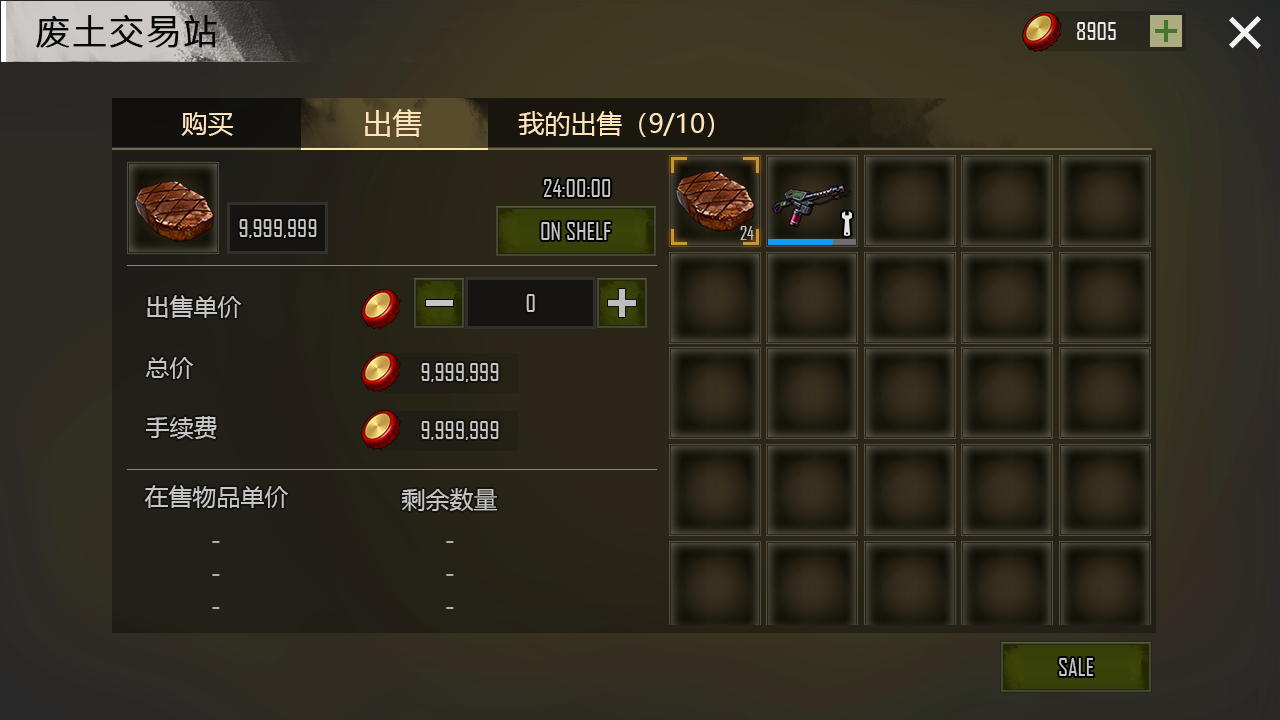 废土交易站
8905
购买
出售
我的出售（9/10）
9,999,999
24:00:00
ON SHELF
24
出售单价
0
总价
9,999,999
手续费
9,999,999
在售物品单价
剩余数量
- -
- -
- -
SALE